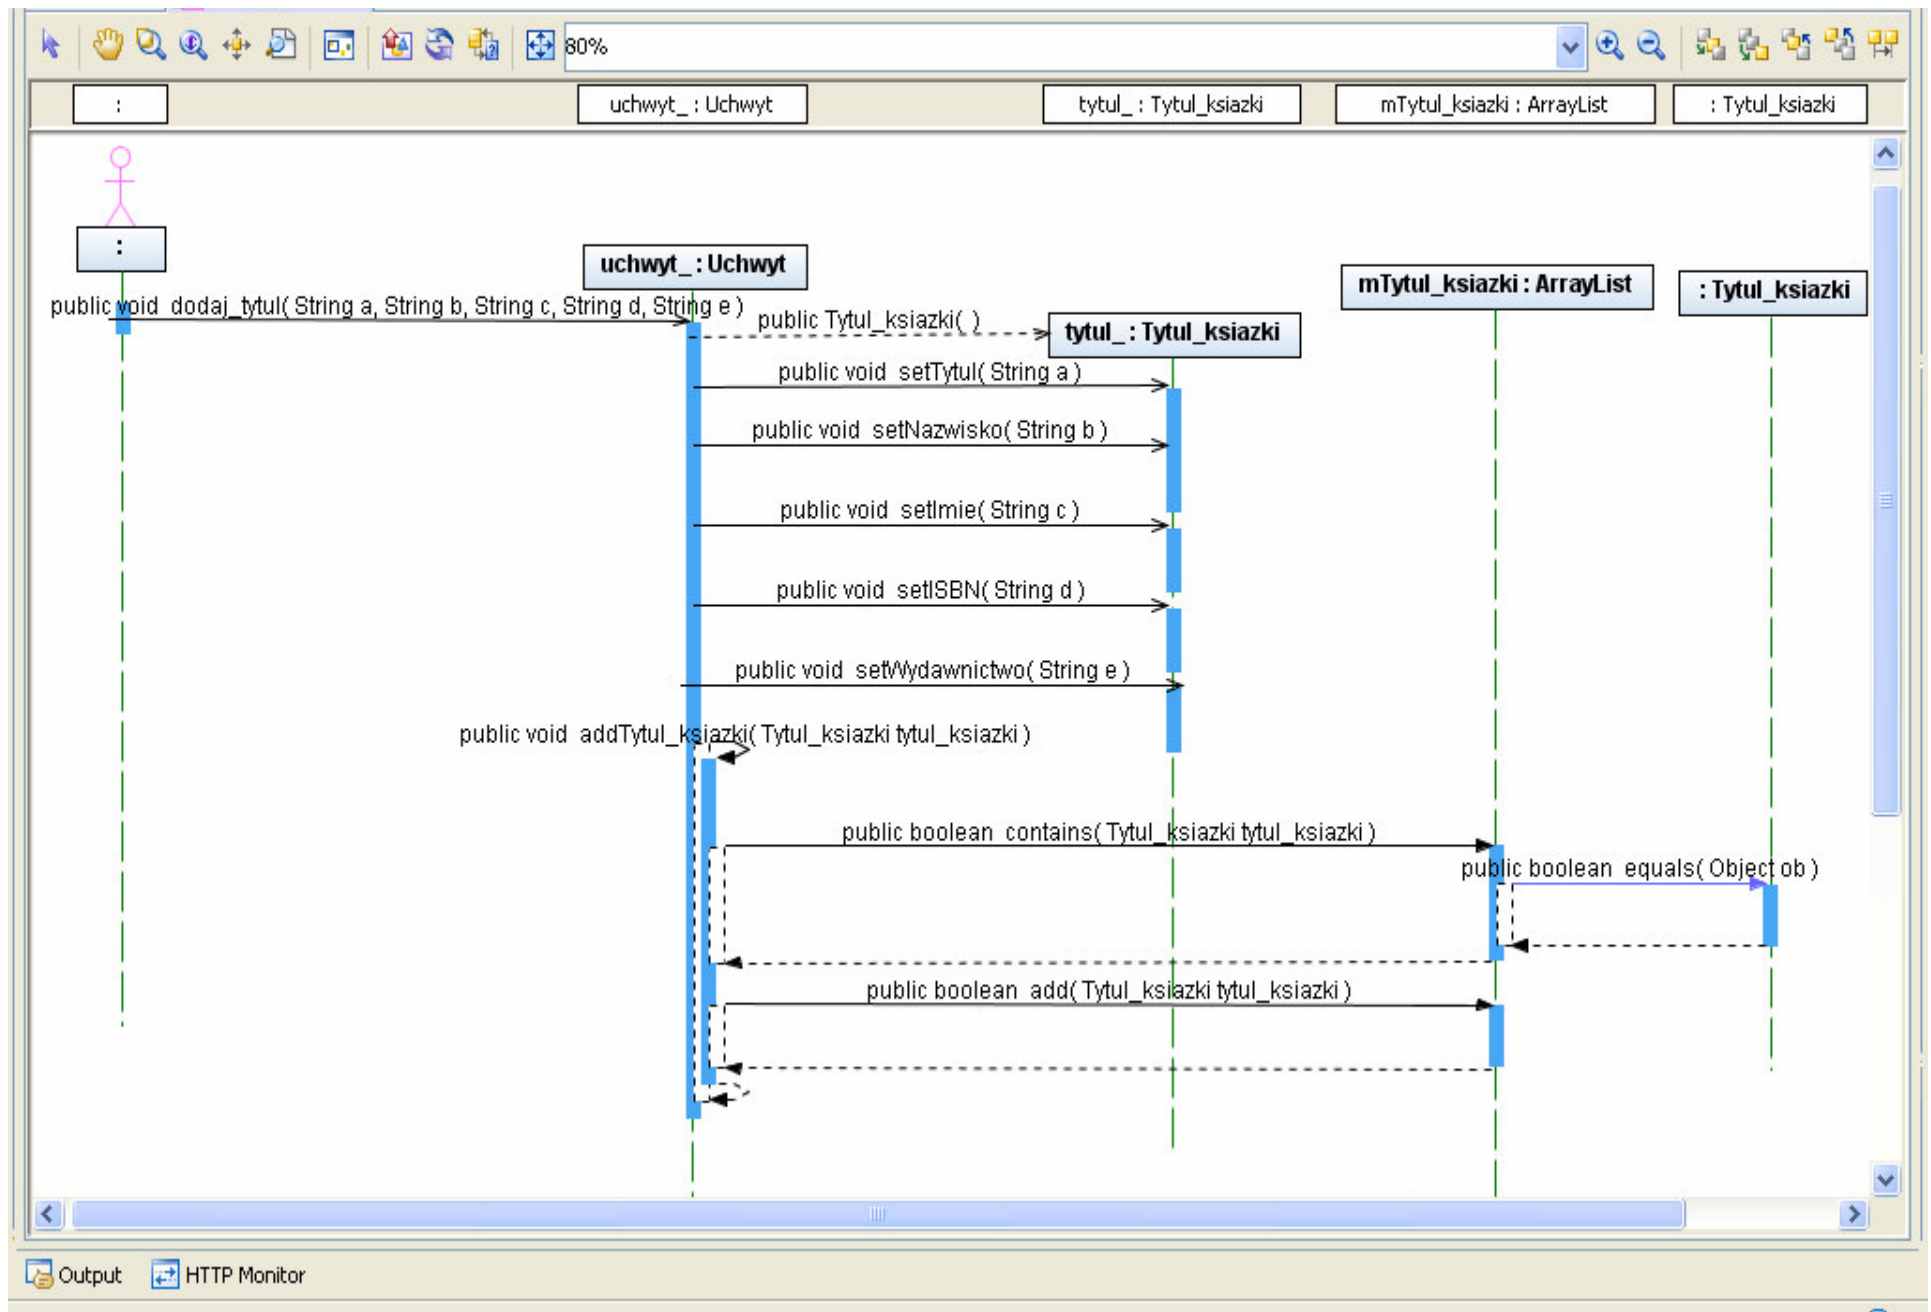 80%
:
uchwyt_ : Uchwyt
tytul_ : Tytul_ksiazki
mTytul_ksiazki : ArrayList
: Tytul_ksiazki
:
uchwyt_ : Uchwyt
mTytul_ksiazki : ArrayList
: Tytul_ksiazki
public void dodaj_tytul( String a, String b, String c, String d, String e )
public Tytul_ksiazki( )
tytul_ : Tytul_ksiazki
public void setTytul( String a )
public void setNazwisko( String b )
public void setImie( String c )
public void setISBN( String d )
public void setWydawnictwo( String e )
public void addTytul_ksiazki( Tytul_ksiazki tytul_ksiazki )
public boolean contains( Tytul_ksiazki tytul_ksiazki )
public boolean equals( Object ob )
public boolean add( Tytul_ksiazki tytul_ksiazki )
Output
HTTP Monitor